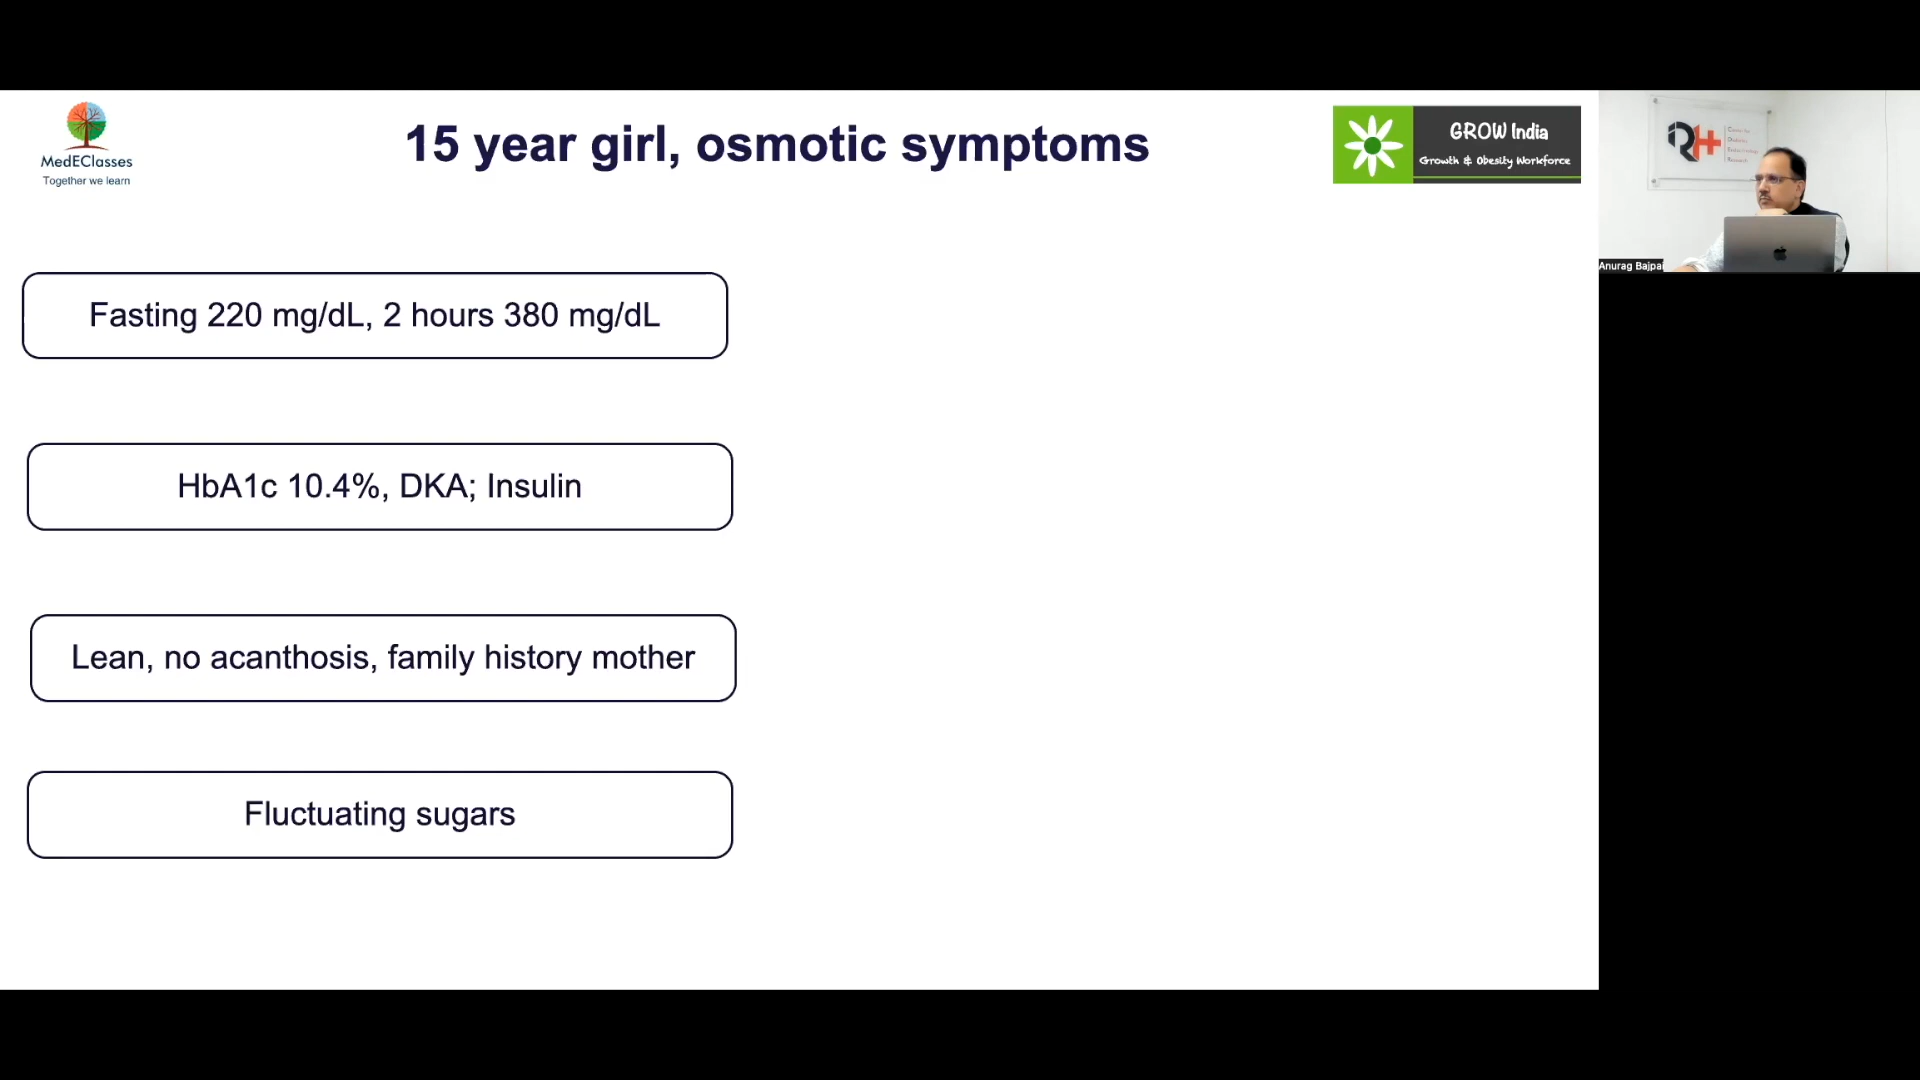 MedEClasses
Together we learn
15 year girl, osmotic symptoms
GROW India
Growth & Obesity Workforce
Fasting 220 mg/dL, 2 hours 380 mg/dL
HbA1c 10.4%, DKA; Insulin
Lean, no acanthosis, family history mother
Fluctuating sugars
RH
Anurag Bajpai